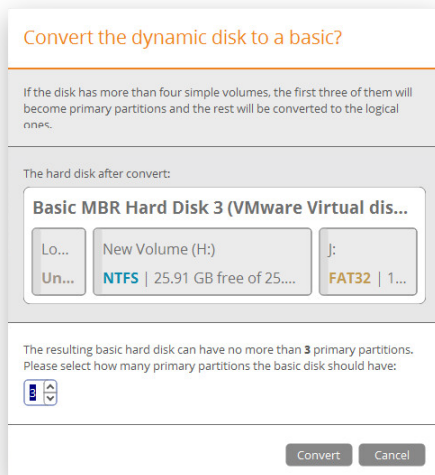 Convert the dynamic disk to a basic?
If the disk has more than four simple volumes, the first three of them will
become primary partitions and the rest will be converted to the logical
ones.
The hard disk after convert:
Basic MBR Hard Disk 3 (VMware Virtual dis...
Lo... New Volume (H:) J:
Un... NTFS | 25.91 GB free of 25.... FAT32 | 1...
The resulting basic hard disk can have no more than 3 primary partitions.
Please select how many primary partitions the basic disk should have:
3
Convert Cancel